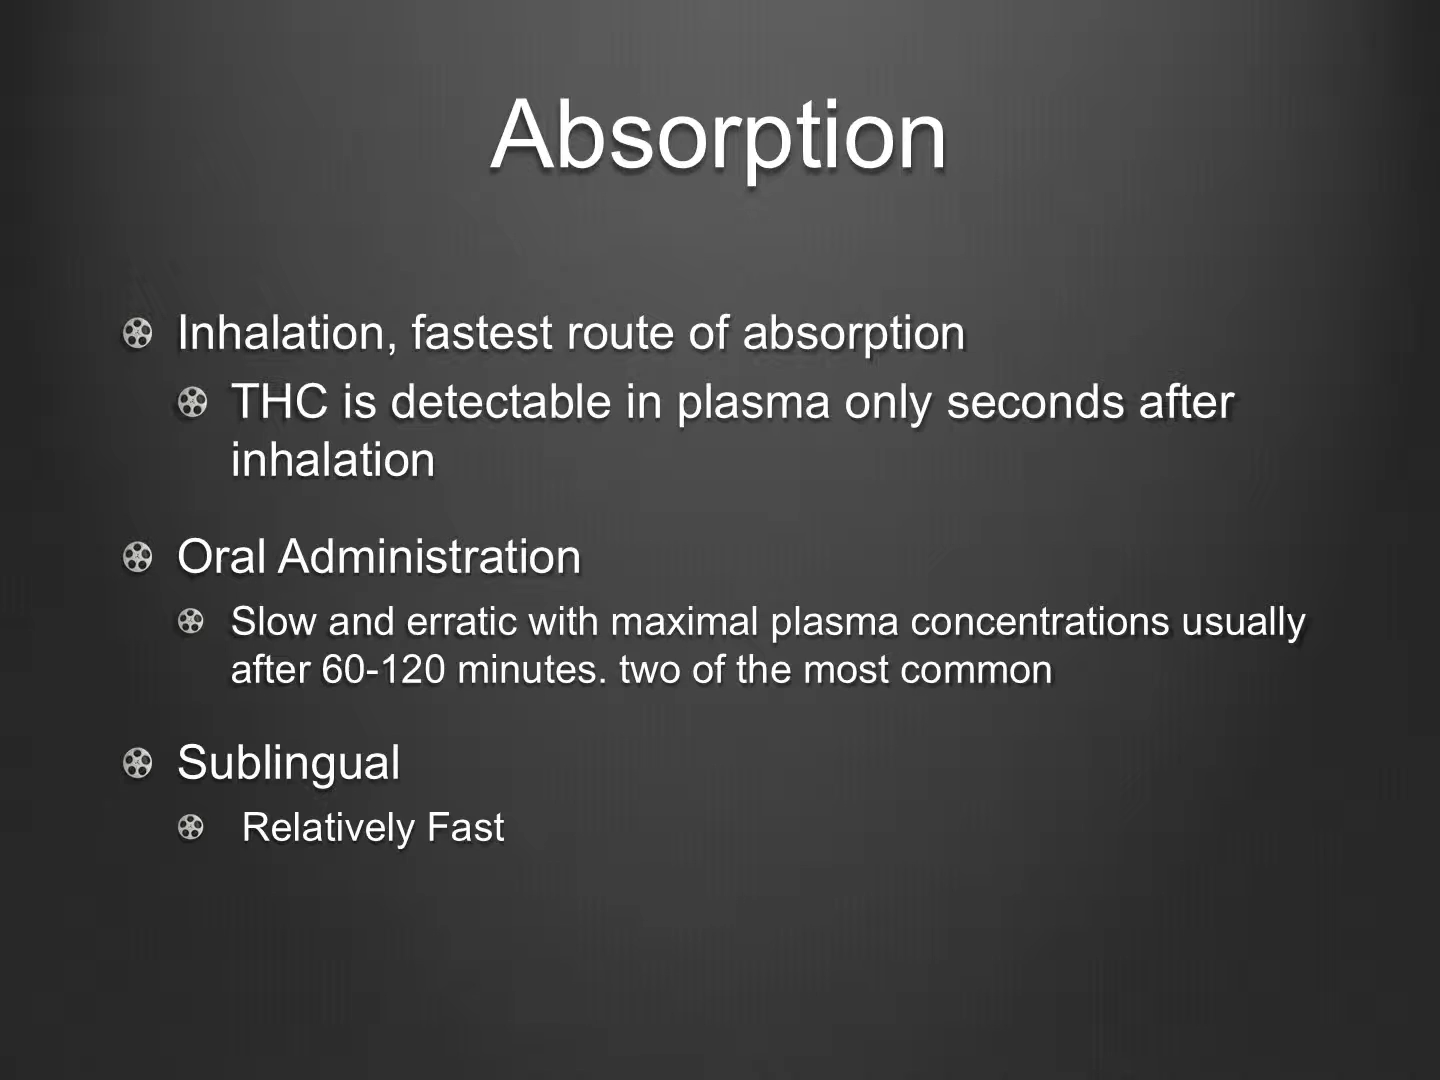 Absorption
Inhalation, fastest route of absorption
THC is detectable in plasma only seconds after
inhalation
Oral Administration
Slow and erratic with maximal plasma concentrations usually
after 60-120 minutes. two of the most common
Sublingual
Relatively Fast